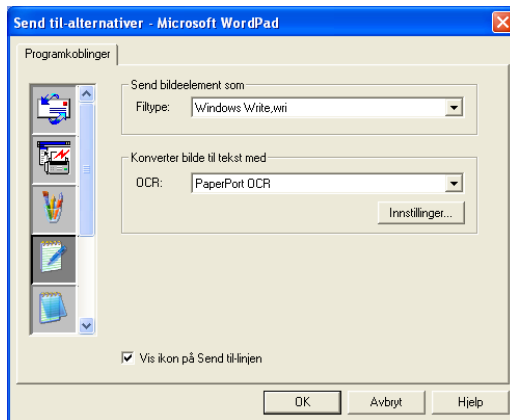 Send til-alternativer - Microsoft WordPad
Programkoblinger
Send bildeelement som
Filtype: Windows Write,wri
Konverter bilde til tekst med
OCR: PaperPort OCR
Innstillinger...
Vis ikon på Send til-linjen
OK Avbryt Hjelp